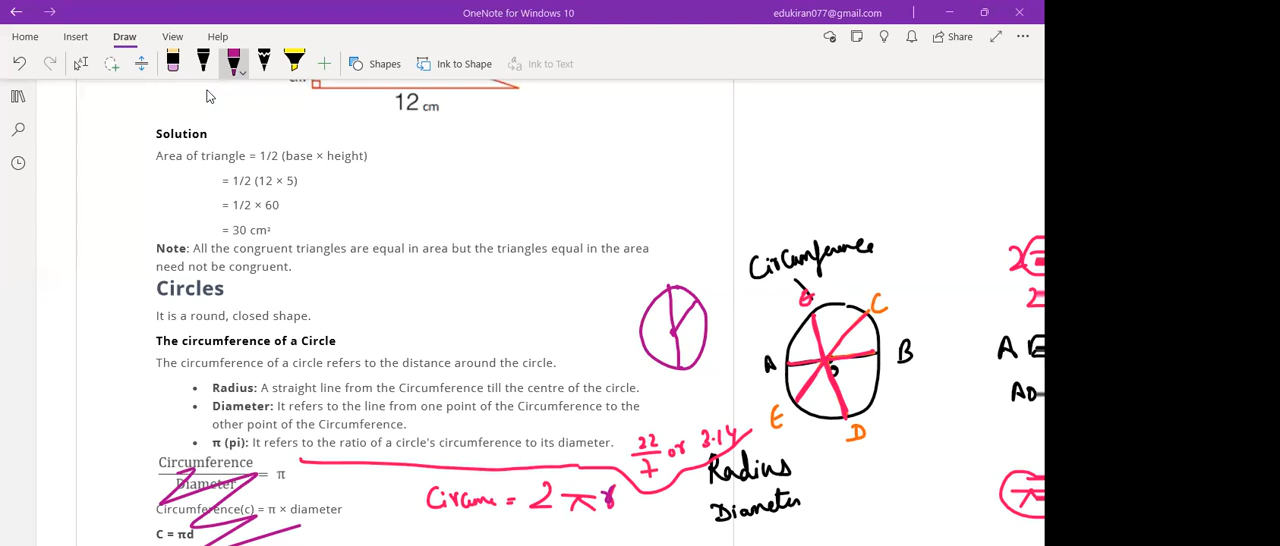 OneNote for Windows 10
edukiran077@gmail.com
Home Insert Draw View Help
Share
Shapes Ink to Shape Ink to Text
cm
12 cm
Solution
Area of triangle = 1/2 (base × height)
= 1/2 (12 × 5)
= 1/2 × 60
= 30 cm²
Note: All the congruent triangles are equal in area but the triangles equal in the area
need not be congruent.
Circles
It is a round, closed shape.
The circumference of a Circle
The circumference of a circle refers to the distance around the circle.
• Radius: A straight line from the Circumference till the centre of the circle.
• Diameter: It refers to the line from one point of the Circumference to the
other point of the Circumference.
• π (pi): It refers to the ratio of a circle's circumference to its diameter.
Circumference
Diameter = π
Circumference(c) = π × diameter
C = πd
22/7 or 3.14
Circum = 2πr
Circumference
C
A
B
O
E
D
Radius
Diameter
2
2
A
AD
π